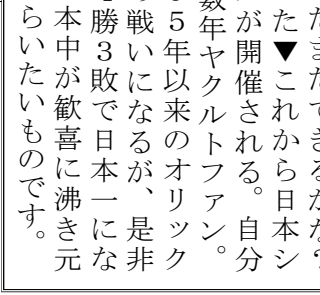 またできるかな
た▼これから日本シ
が開催される。自分
数年ヤクルトファン。
５年以来のオリック
戦いになるが、是非
勝３敗で日本一にな
本中が歓喜に沸き元
らいたいものです。